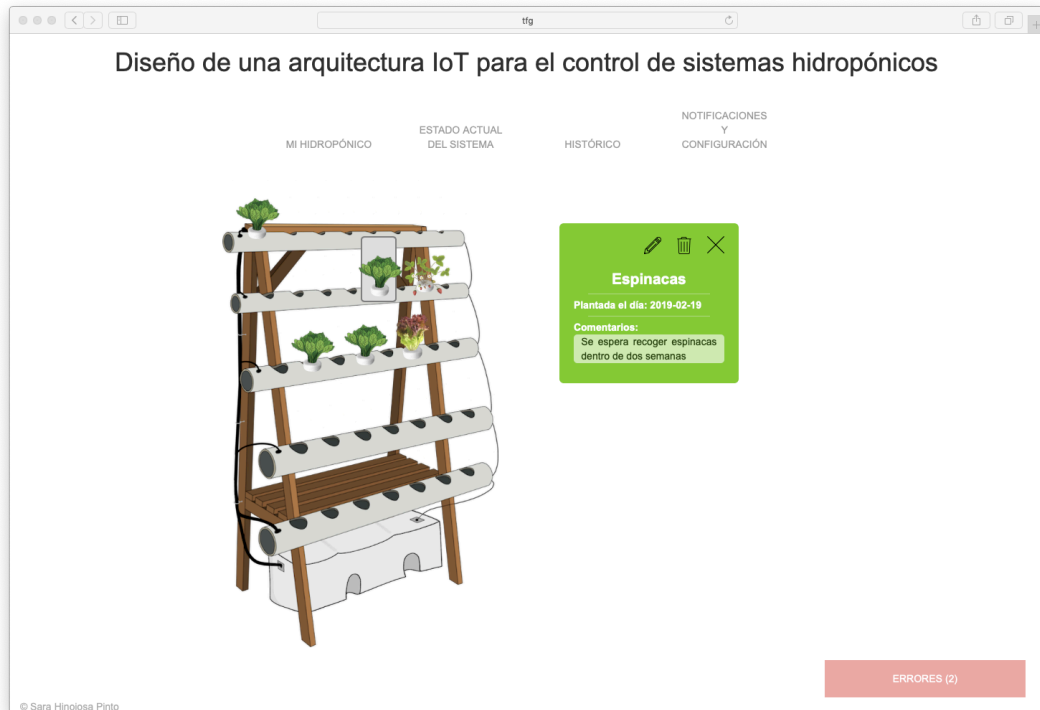 tfg
Diseño de una arquitectura IoT para el control de sistemas hidropónicos
MI HIDROPÓNICO
ESTADO ACTUAL
DEL SISTEMA
HISTÓRICO
NOTIFICACIONES
Y
CONFIGURACIÓN
Espinacas
Plantada el día: 2019-02-19
Comentarios:
Se espera recoger espinacas
dentro de dos semanas
ERRORES (2)
© Sara Hinojosa Pinto